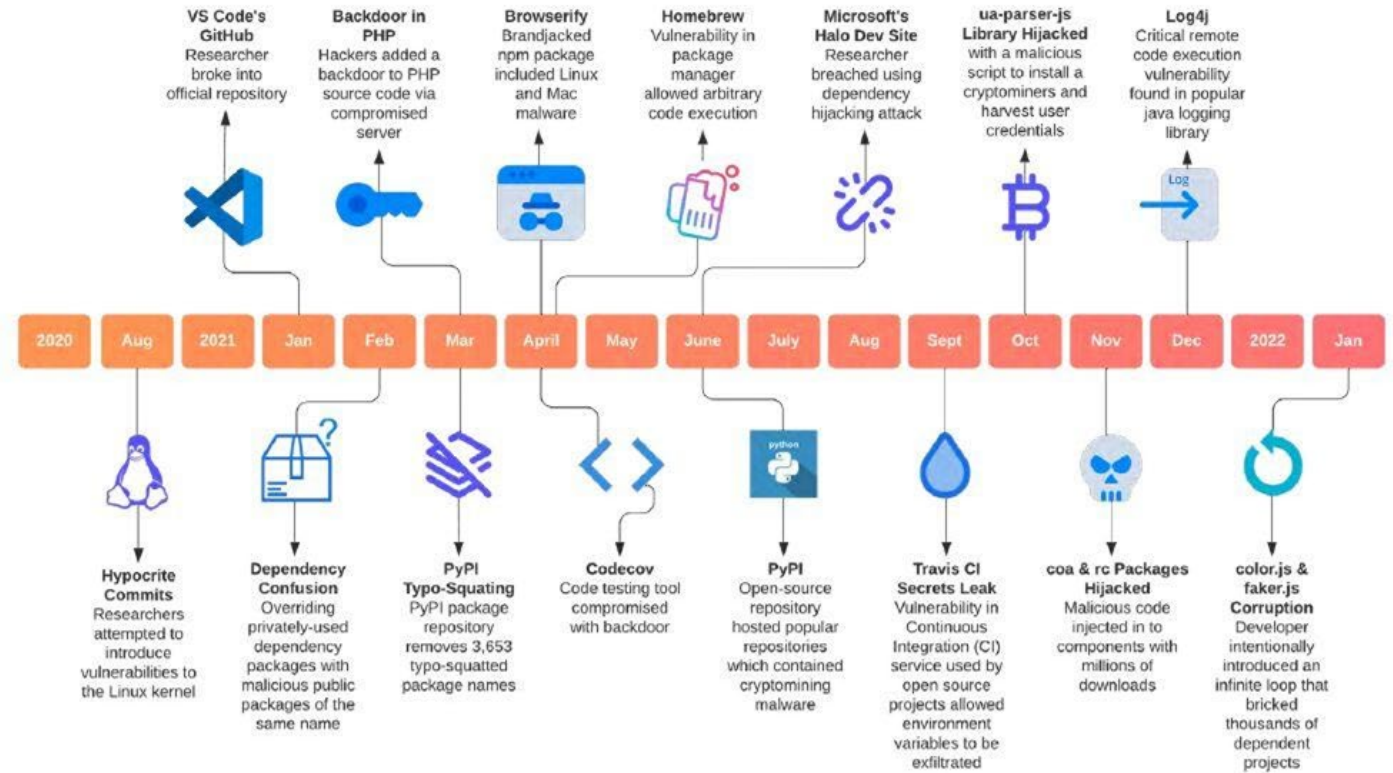 VS Code's
GitHub
Researcher
broke into
official repository
Backdoor in
PHP
Hackers added a
backdoor to PHP
source code via
compromised
server
Browserify
Brandjacked
npm package
included Linux
and Mac
malware
Homebrew
Vulnerability in
package
manager
allowed arbitrary
code execution
Microsoft's
Halo Dev Site
Researcher
breached using
dependency
hijacking attack
ua-parser-js
Library Hijacked
with a malicious
script to install a
cryptominers and
harvest user
credentials
Log4j
Critical remote
code execution
vulnerability
found in popular
java logging
library
Log
2020
Aug
2021
Jan
Feb
Mar
April
May
June
July
Aug
Sept
Oct
Nov
Dec
2022
Jan
?
python
Hypocrite
Commits
Researchers
attempted to
introduce
vulnerabilities to
the Linux kernel
Dependency
Confusion
Overriding
privately-used
dependency
packages with
malicious public
packages of the
same name
PyPI
Typo-Squating
PyPI package
repository
removes 3,653
typo-squatted
package names
Codecov
Code testing tool
compromised
with backdoor
PyPI
Open-source
repository
hosted popular
repositories
which contained
cryptomining
malware
Travis CI
Secrets Leak
Vulnerability in
Continuous
Integration (CI)
service used by
open source
projects allowed
environment
variables to be
exfiltrated
coa & rc Packages
Hijacked
Malicious code
injected in to
components with
millions of
downloads
color.js &
faker.js
Corruption
Developer
intentionally
introduced an
infinite loop that
bricked
thousands of
dependent
projects